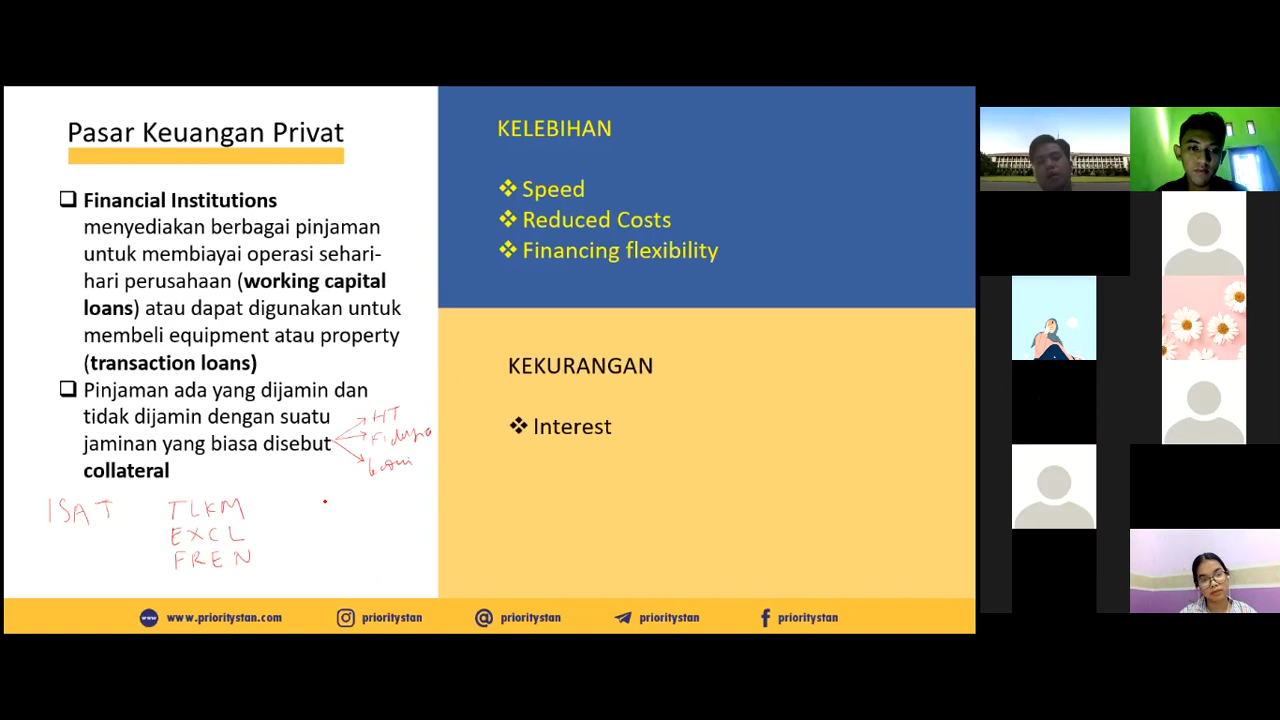 Pasar Keuangan Privat
Financial Institutions
menyediakan berbagai pinjaman
untuk membiayai operasi sehari-
hari perusahaan (working capital
loans) atau dapat digunakan untuk
membeli equipment atau property
(transaction loans)
Pinjaman ada yang dijamin dan
tidak dijamin dengan suatu
jaminan yang biasa disebut
collateral
HT
ISAT
TLKM
EXCL
FREN
KELEBIHAN
Speed
Reduced Costs
Financing flexibility
KEKURANGAN
Interest
www www.prioritystan.com
prioritystan
prioritystan
prioritystan
prioritystan